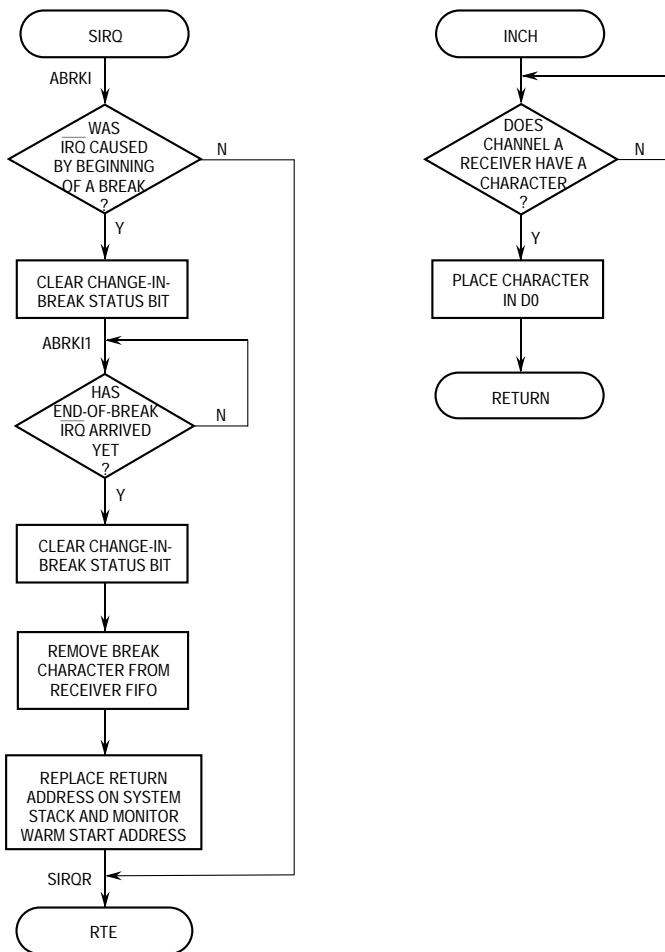 SIRQ
ABRKI
WAS
IRQ CAUSED
BY BEGINNING
OF A BREAK
?
N
Y
CLEAR CHANGE-IN-
BREAK STATUS BIT
ABRKI1
HAS
END-OF-BREAK
IRQ ARRIVED
YET
?
N
Y
CLEAR CHANGE-IN-
BREAK STATUS BIT
REMOVE BREAK
CHARACTER FROM
RECEIVER FIFO
REPLACE RETURN
ADDRESS ON SYSTEM
STACK AND MONITOR
WARM START ADDRESS
SIRQR
RTE
INCH
DOES
CHANNEL A
RECEIVER HAVE A
CHARACTER
?
N
Y
PLACE CHARACTER
IN D0
RETURN